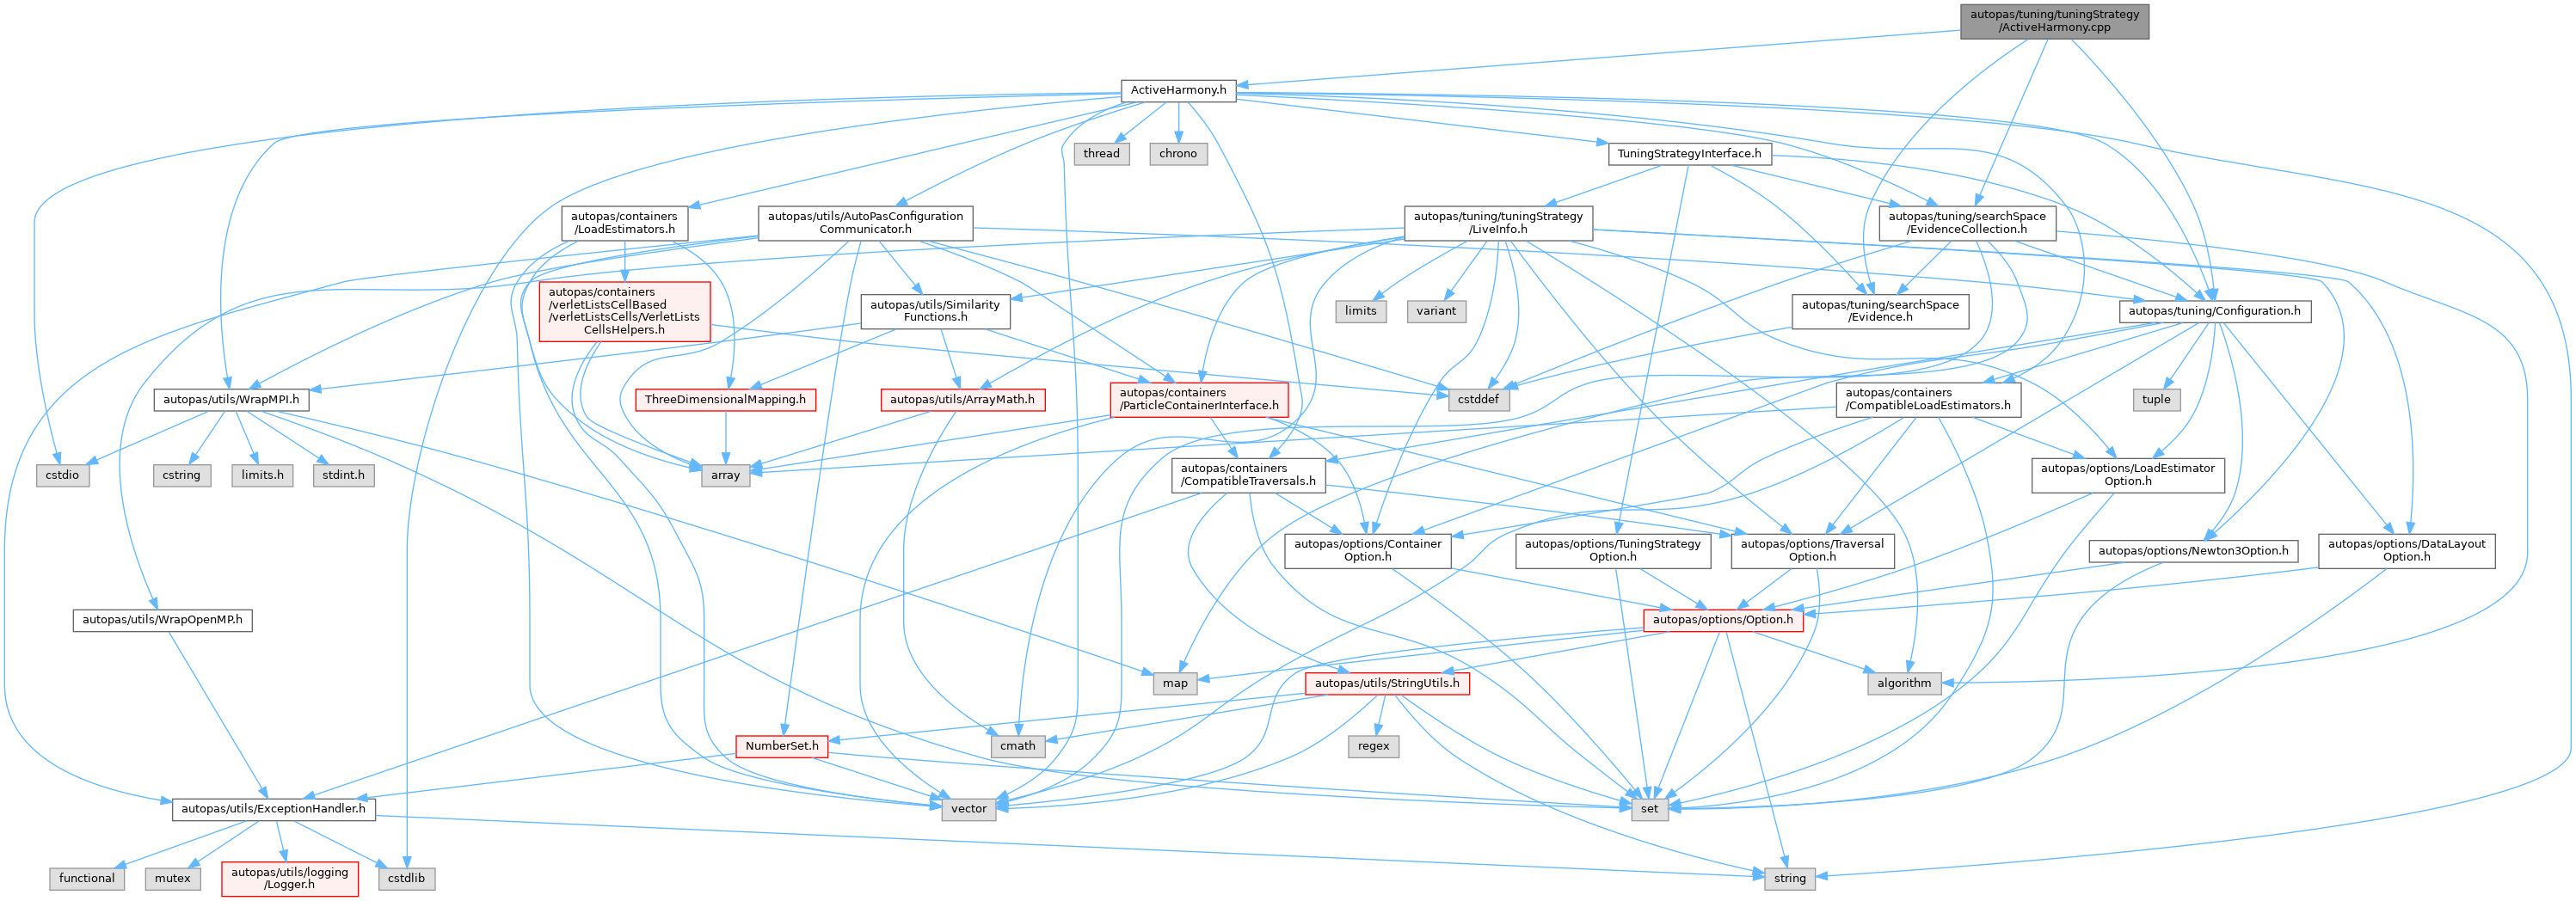 autopas/tuning/tuningStrategy
/ActiveHarmony.cpp
ActiveHarmony.h
thread
chrono
TuningStrategyInterface.h
autopas/containers
/LoadEstimators.h
autopas/utils/AutoPasConfiguration
Communicator.h
autopas/tuning/tuningStrategy
/LiveInfo.h
autopas/tuning/searchSpace
/EvidenceCollection.h
autopas/containers
/verletListsCellBased
/verletListsCells/VerletLists
CellsHelpers.h
autopas/utils/Similarity
Functions.h
limits
variant
autopas/tuning/searchSpace
/Evidence.h
autopas/tuning/Configuration.h
autopas/utils/WrapMPI.h
ThreeDimensionalMapping.h
autopas/utils/ArrayMath.h
autopas/containers
/ParticleContainerInterface.h
cstddef
autopas/containers
/CompatibleLoadEstimators.h
tuple
cstdio
cstring
limits.h
stdint.h
array
autopas/containers
/CompatibleTraversals.h
autopas/options/LoadEstimator
Option.h
autopas/options/Container
Option.h
autopas/options/TuningStrategy
Option.h
autopas/options/Traversal
Option.h
autopas/options/Newton3Option.h
autopas/options/DataLayout
Option.h
autopas/utils/WrapOpenMP.h
autopas/options/Option.h
map
autopas/utils/StringUtils.h
algorithm
NumberSet.h
cmath
regex
autopas/utils/ExceptionHandler.h
vector
set
functional
mutex
autopas/utils/logging
/Logger.h
cstdlib
string